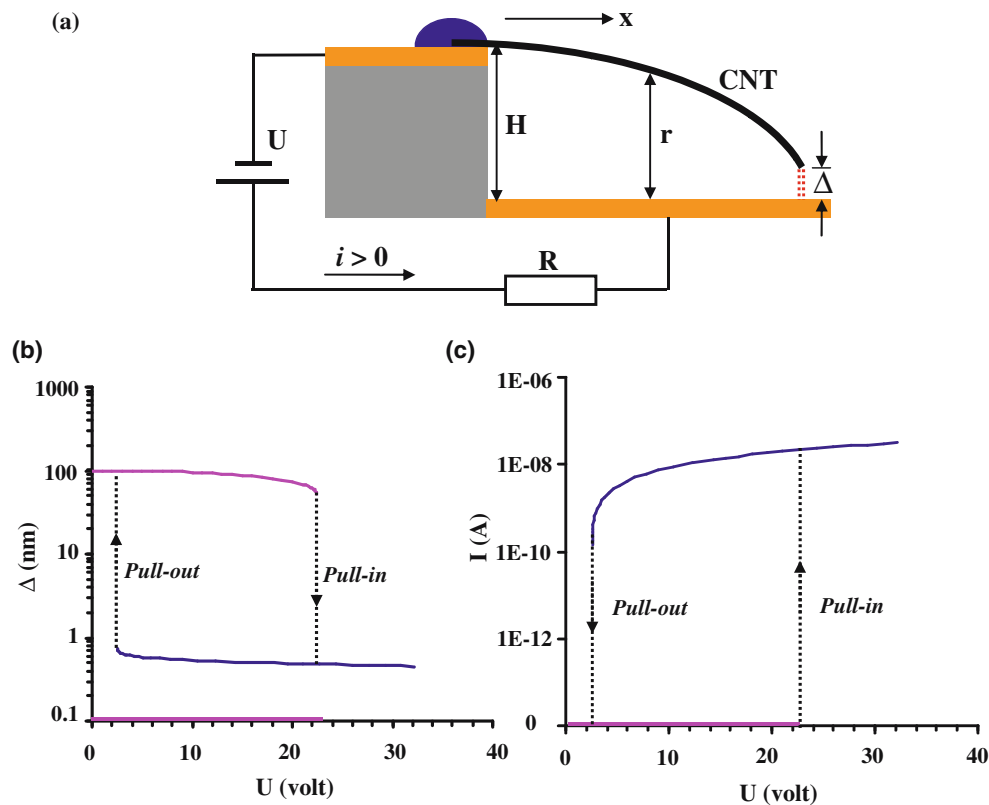 (a)
x
CNT
U
H
r
Δ
i > 0
R
(b)
1000
100
10
1
0.1
Δ (nm)
Pull-out
Pull-in
0
10
20
30
40
U (volt)
(c)
1E-06
1E-08
1E-10
1E-12
0
I (A)
Pull-out
Pull-in
0
10
20
30
40
U (volt)